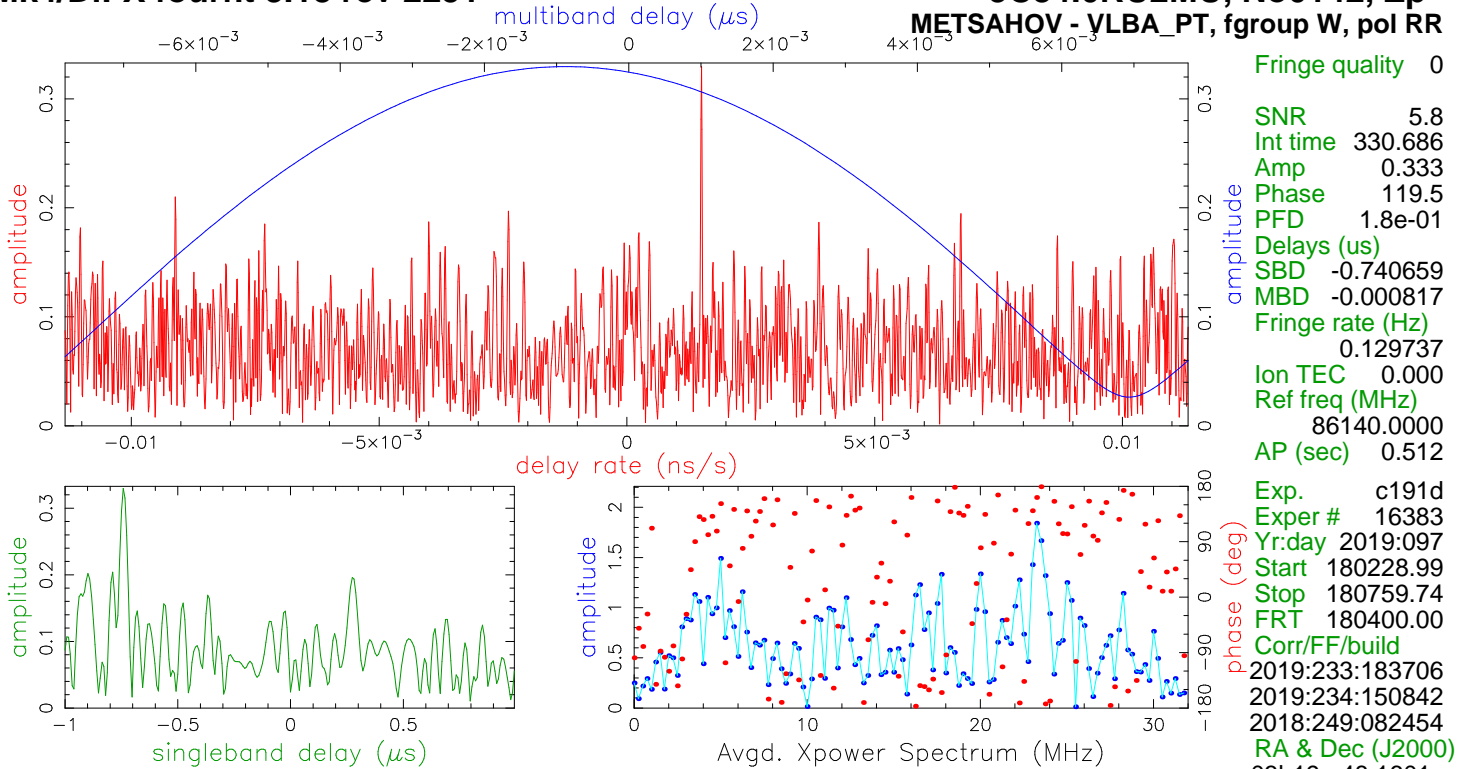 multiband delay (μs)
METSAHOV - VLBA_PT, fgroup W, pol RR
−6×10⁻³ −4×10⁻³ −2×10⁻³ 0 2×10⁻³ 4×10⁻³ 6×10⁻³
amplitude
0 0.1 0.2 0.3
amplitude
0 0.1 0.2 0.3
−0.01 −5×10⁻³ 0 5×10⁻³ 0.01
delay rate (ns/s)
Fringe quality 0
SNR 5.8
Int time 330.686
Amp 0.333
Phase 119.5
PFD 1.8e-01
Delays (us)
SBD -0.740659
MBD -0.000817
Fringe rate (Hz)
0.129737
Ion TEC 0.000
Ref freq (MHz)
86140.0000
AP (sec) 0.512
Exp. c191d
Exper # 16383
Yr:day 2019:097
Start 180228.99
Stop 180759.74
FRT 180400.00
Corr/FF/build
2019:233:183706
2019:234:150842
2018:249:082454
RA & Dec (J2000)
amplitude
0 0.1 0.2 0.3
−1 −0.5 0 0.5
singleband delay (μs)
amplitude
0 0.5 1 1.5 2
phase (deg)
−180 −90 0 90 180
0 10 20 30
Avgd. Xpower Spectrum (MHz)